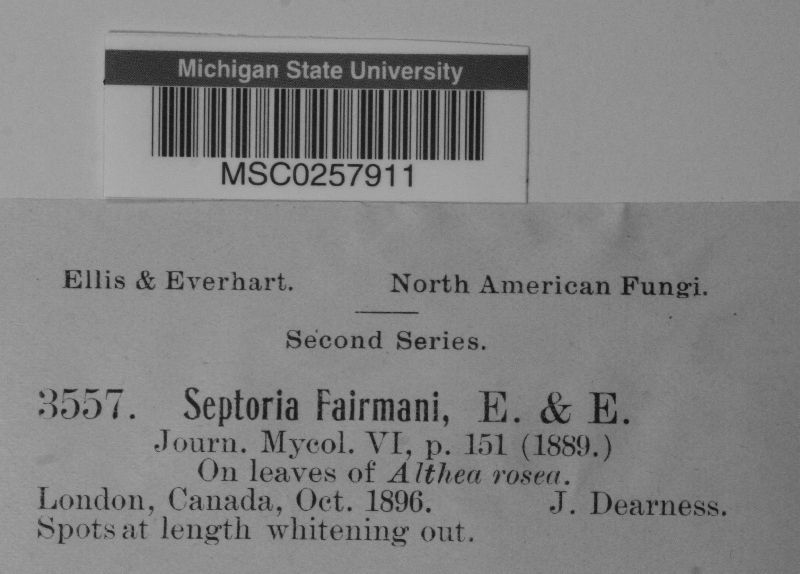 Michigan State University
MSC0257911
Ellis & Everhart. North American Fungi.
Second Series.
3557. Septoria Fairmani, E. & E.
Journ. Mycol. VI, p. 151 (1889.)
On leaves of Althea rosea.
London, Canada, Oct. 1896. J. Dearness.
Spots at length whitening out.